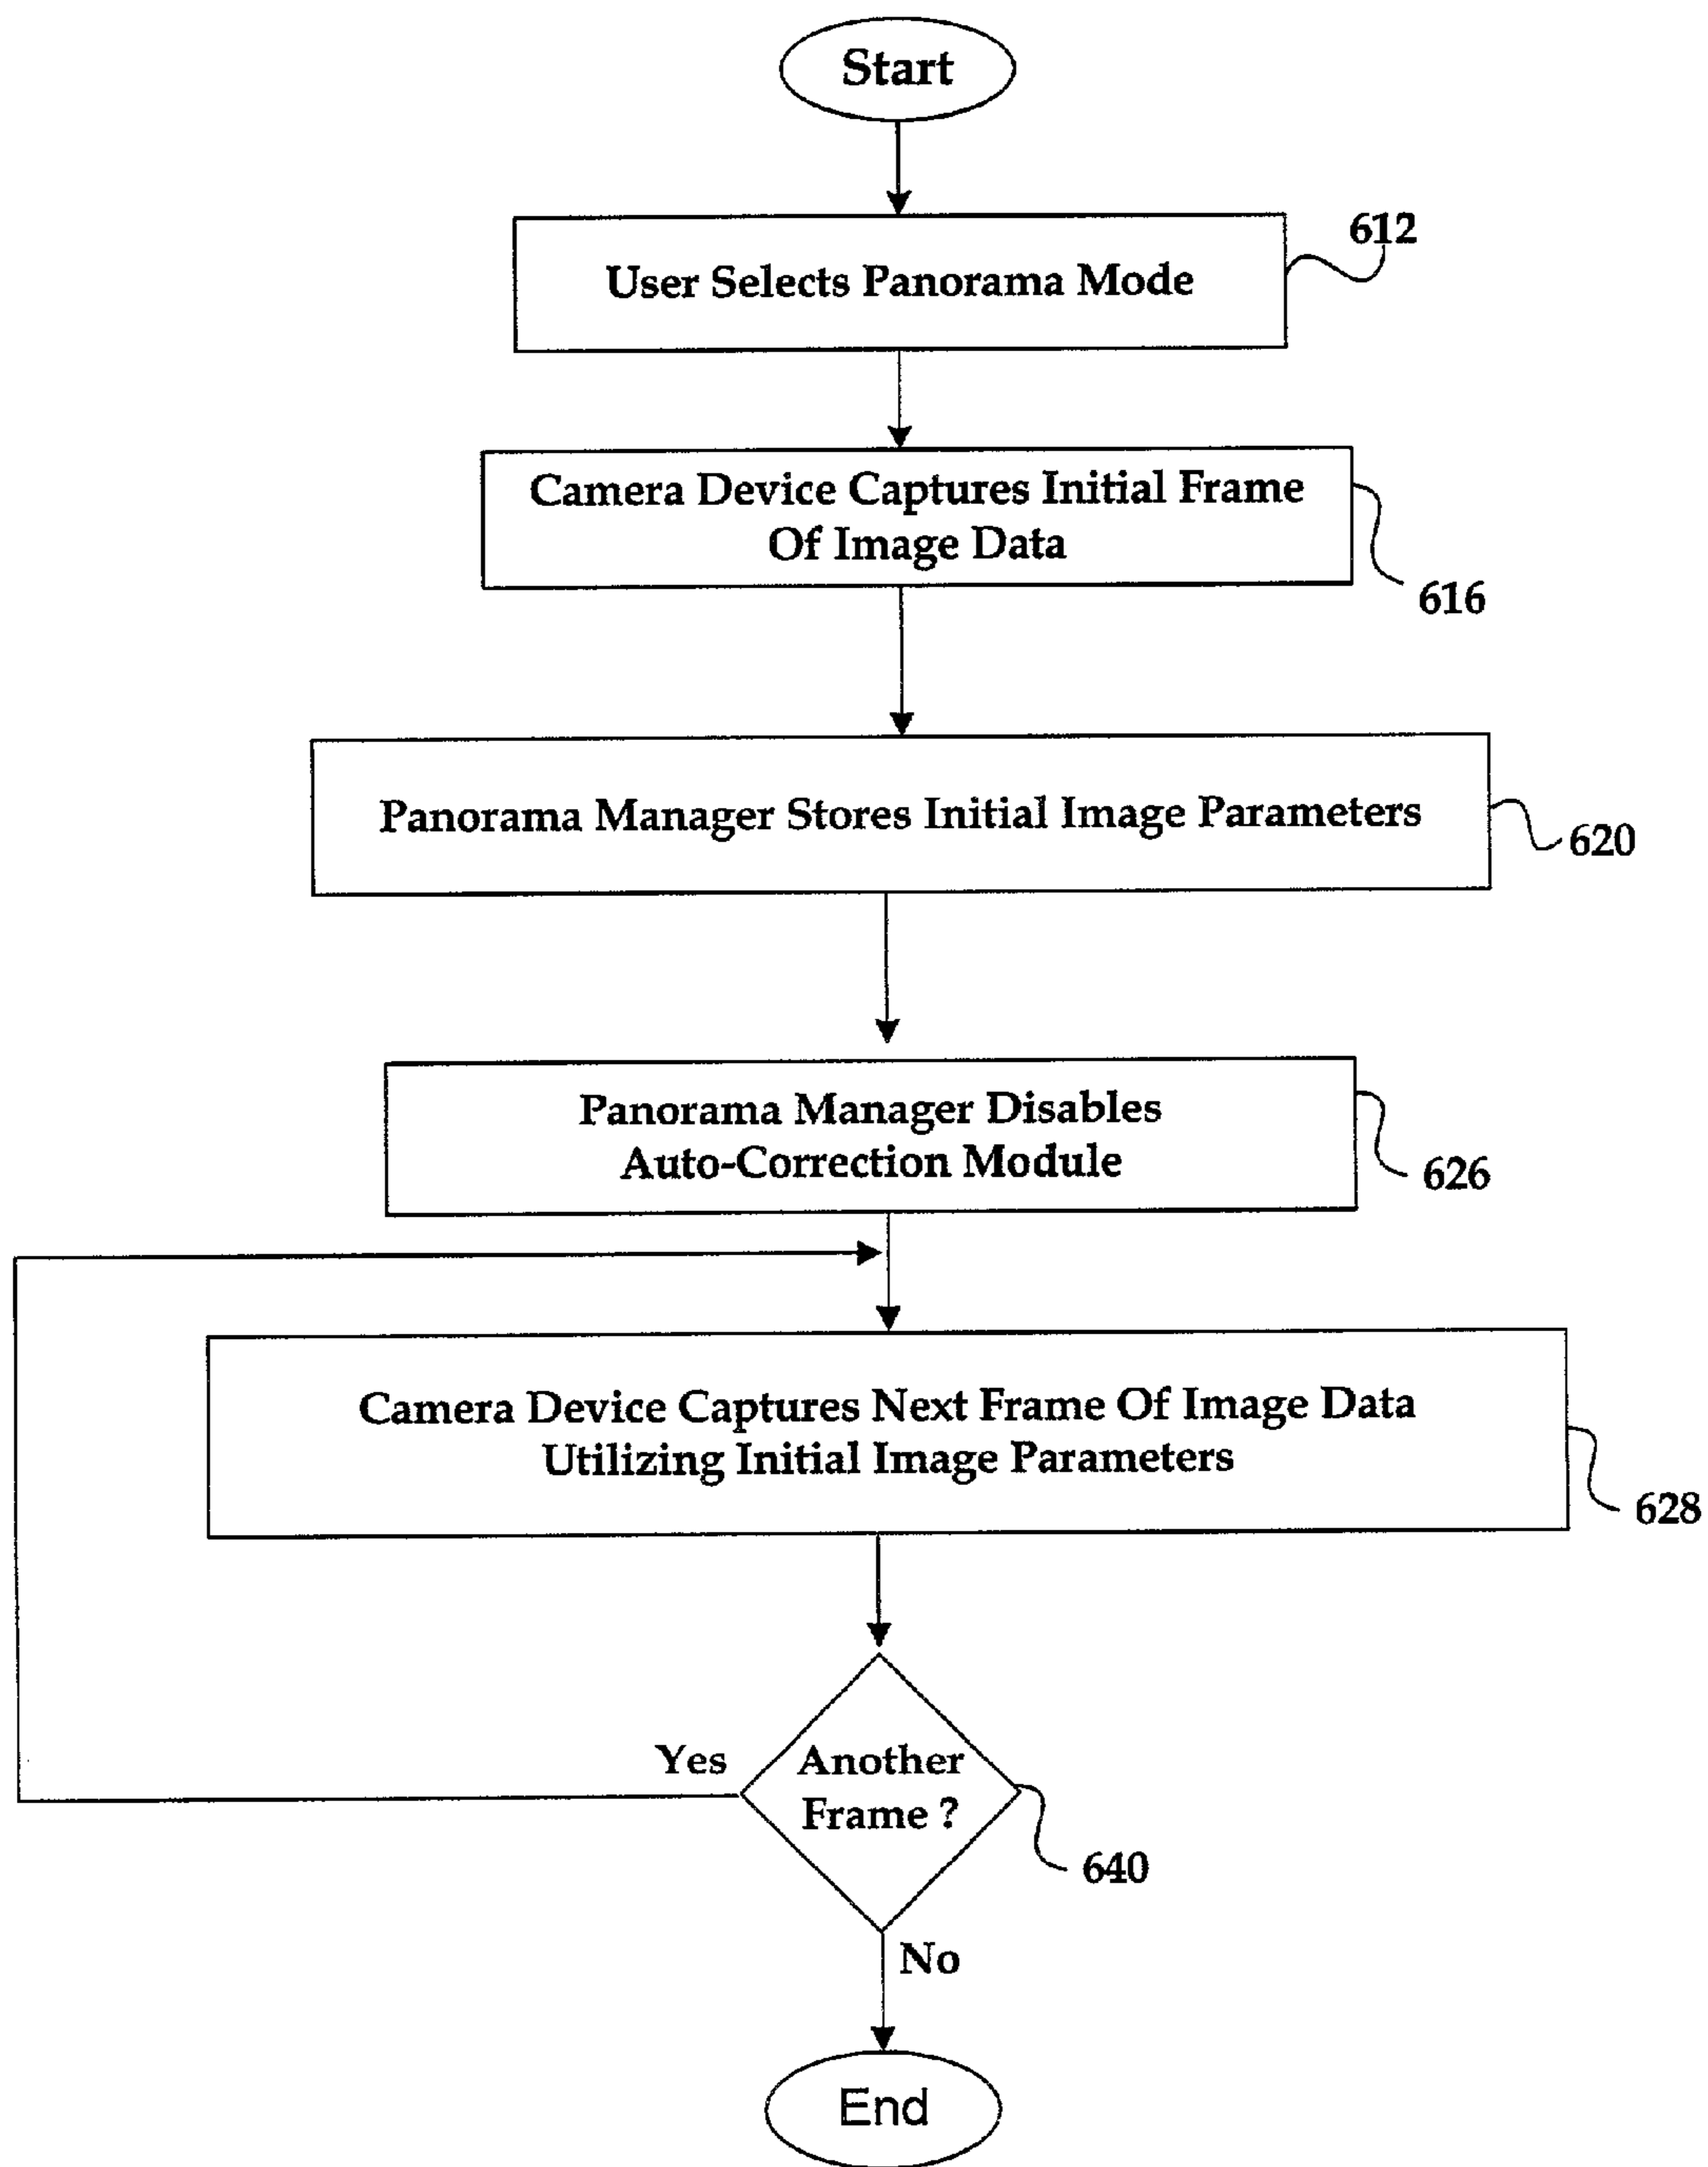 Start
612
User Selects Panorama Mode
Camera Device Captures Initial Frame
Of Image Data
616
Panorama Manager Stores Initial Image Parameters
620
Panorama Manager Disables
Auto-Correction Module
626
Camera Device Captures Next Frame Of Image Data
Utilizing Initial Image Parameters
628
Yes
Another
Frame ?
640
No
End